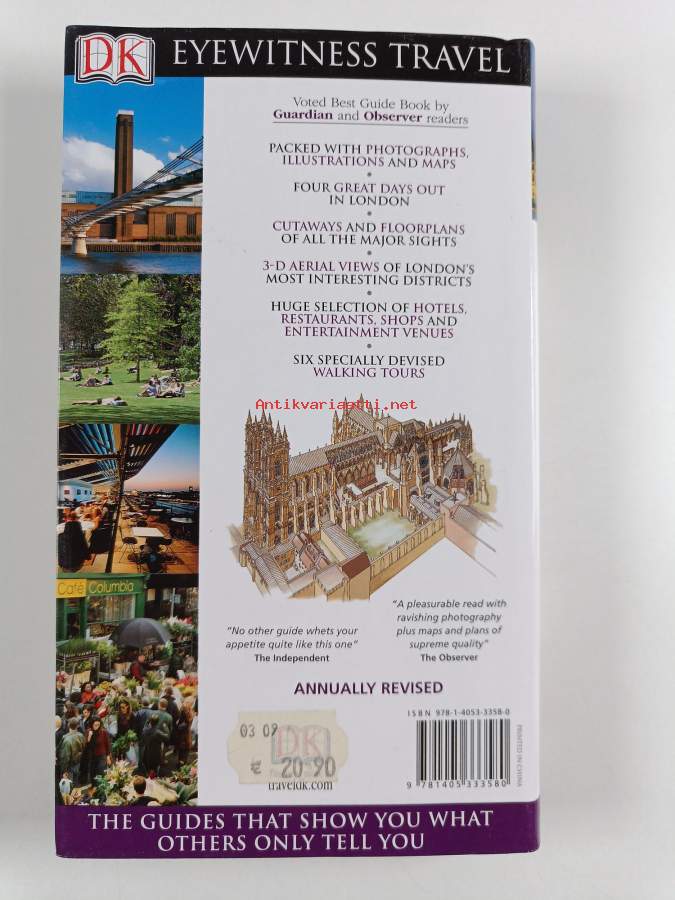 DK EYEWITNESS TRAVEL
Voted Best Guide Book by
Guardian and Observer readers
PACKED WITH PHOTOGRAPHS,
ILLUSTRATIONS AND MAPS
•
FOUR GREAT DAYS OUT
IN LONDON
•
CUTAWAYS AND FLOORPLANS
OF ALL THE MAJOR SIGHTS
•
3-D AERIAL VIEWS OF LONDON'S
MOST INTERESTING DISTRICTS
•
HUGE SELECTION OF HOTELS,
RESTAURANTS, SHOPS AND
ENTERTAINMENT VENUES
•
SIX SPECIALLY DEVISED
WALKING TOURS
Antikvariaatti.net
Café Columbia
"No other guide whets your
appetite quite like this one"
The Independent
"A pleasurable read with
ravishing photography
plus maps and plans of
supreme quality"
The Observer
ANNUALLY REVISED
03 09
DK
€ 20.90
traveldk.com
ISBN 978-1-4053-3358-0
9 781405 333580
PRINTED IN CHINA
THE GUIDES THAT SHOW YOU WHAT
OTHERS ONLY TELL YOU